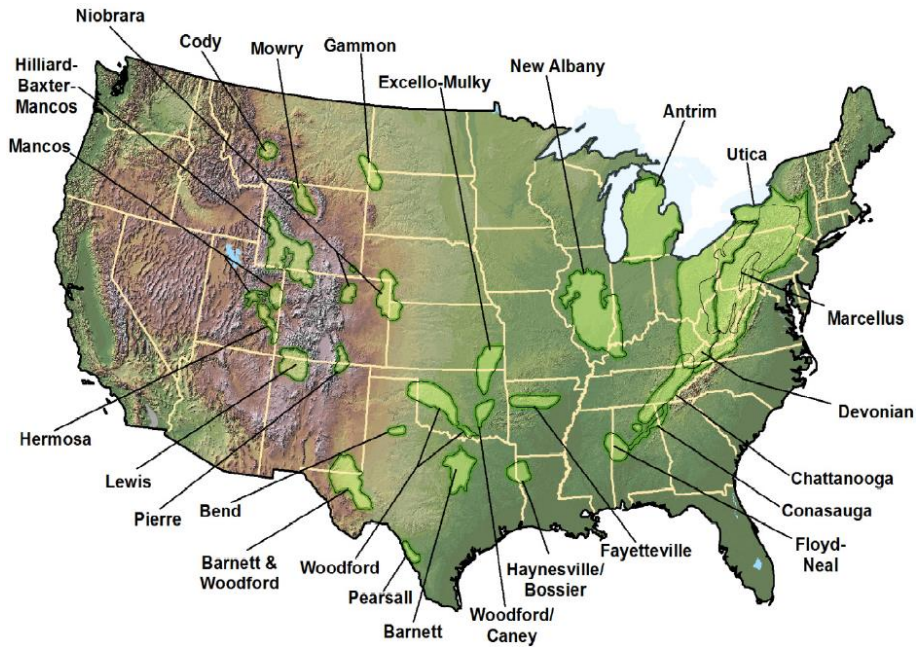 Niobrara
Cody
Mowry
Gammon
Hilliard-
Baxter-
Mancos
Excello-Mulky
New Albany
Antrim
Mancos
Utica
Marcellus
Devonian
Hermosa
Lewis
Pierre
Bend
Chattanooga
Conasauga
Floyd-
Neal
Barnett &
Woodford
Woodford
Pearsall
Barnett
Haynesville/
Bossier
Fayetteville
Woodford/
Caney